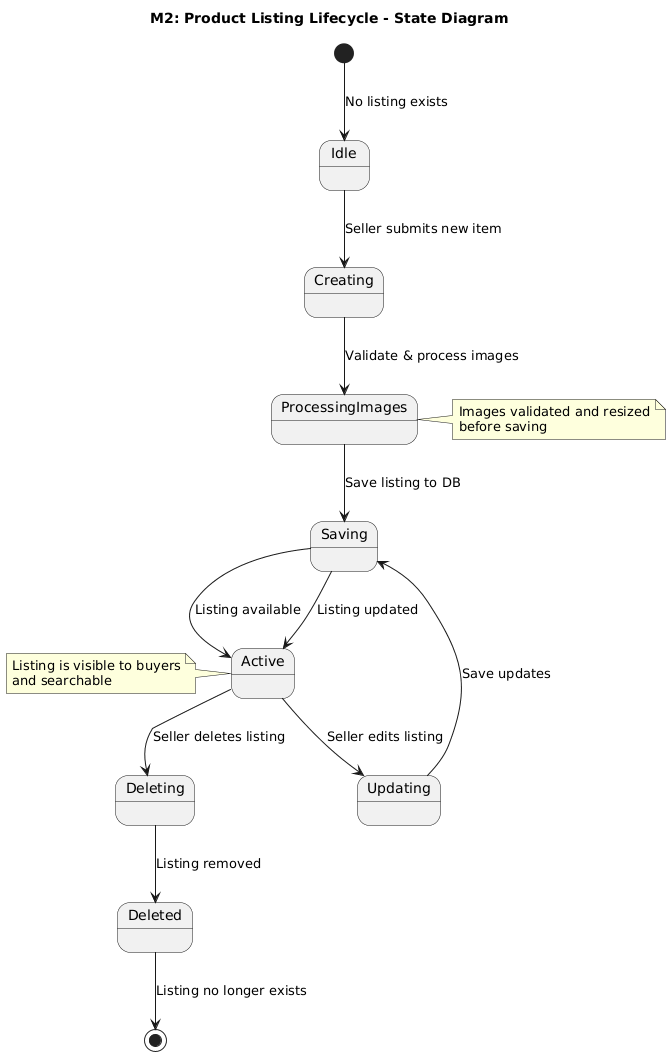 M2: Product Listing Lifecycle - State Diagram
No listing exists
Idle
Seller submits new item
Creating
Validate & process images
ProcessingImages
Images validated and resized
before saving
Save listing to DB
Saving
Listing available
Listing updated
Listing is visible to buyers
and searchable
Active
Save updates
Seller deletes listing
Seller edits listing
Deleting
Updating
Listing removed
Deleted
Listing no longer exists